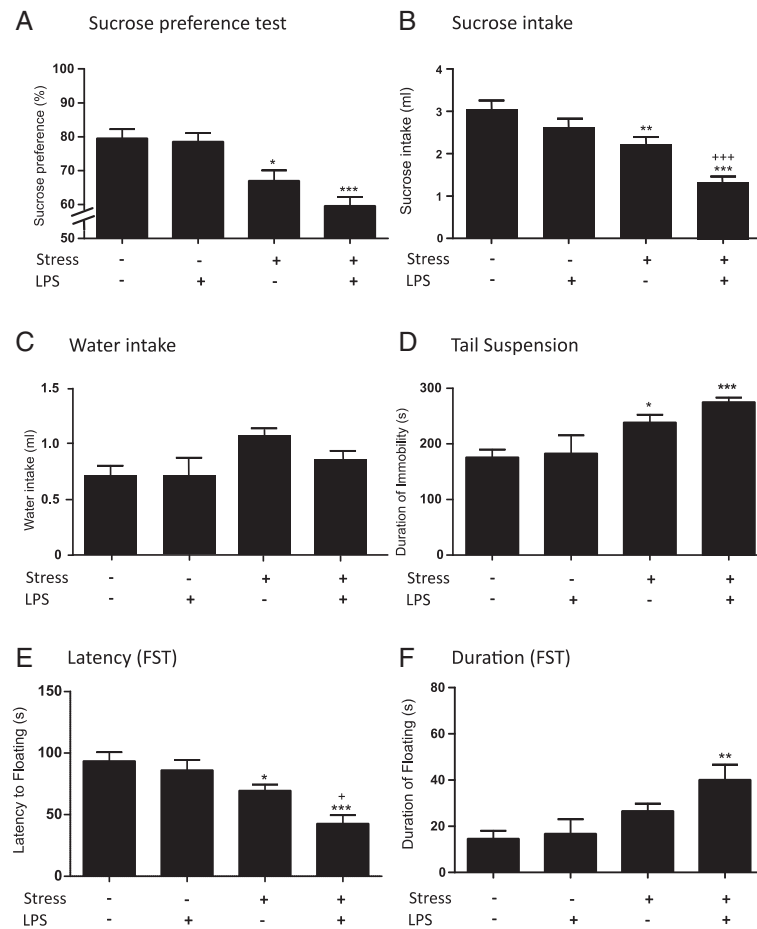 A Sucrose preference test
Sucrose preference (%)
100
90
80
70
60
50
*
***
Stress - - + +
LPS - + - +
B Sucrose intake
Sucrose intake (ml)
4
3
2
1
0
**
+++
***
Stress - - + +
LPS - + - +
C Water intake
Water intake (ml)
1.5
1.0
0.5
0
Stress - - + +
LPS - + - +
D Tail Suspension
Duration of Immobility (s)
300
200
100
0
*
***
Stress - - + +
LPS - + - +
E Latency (FST)
Latency to Floating (s)
150
100
50
0
*
+
***
Stress - - + +
LPS - + - +
F Duration (FST)
Duration of Floating (s)
80
60
40
20
0
**
Stress - - + +
LPS - + - +